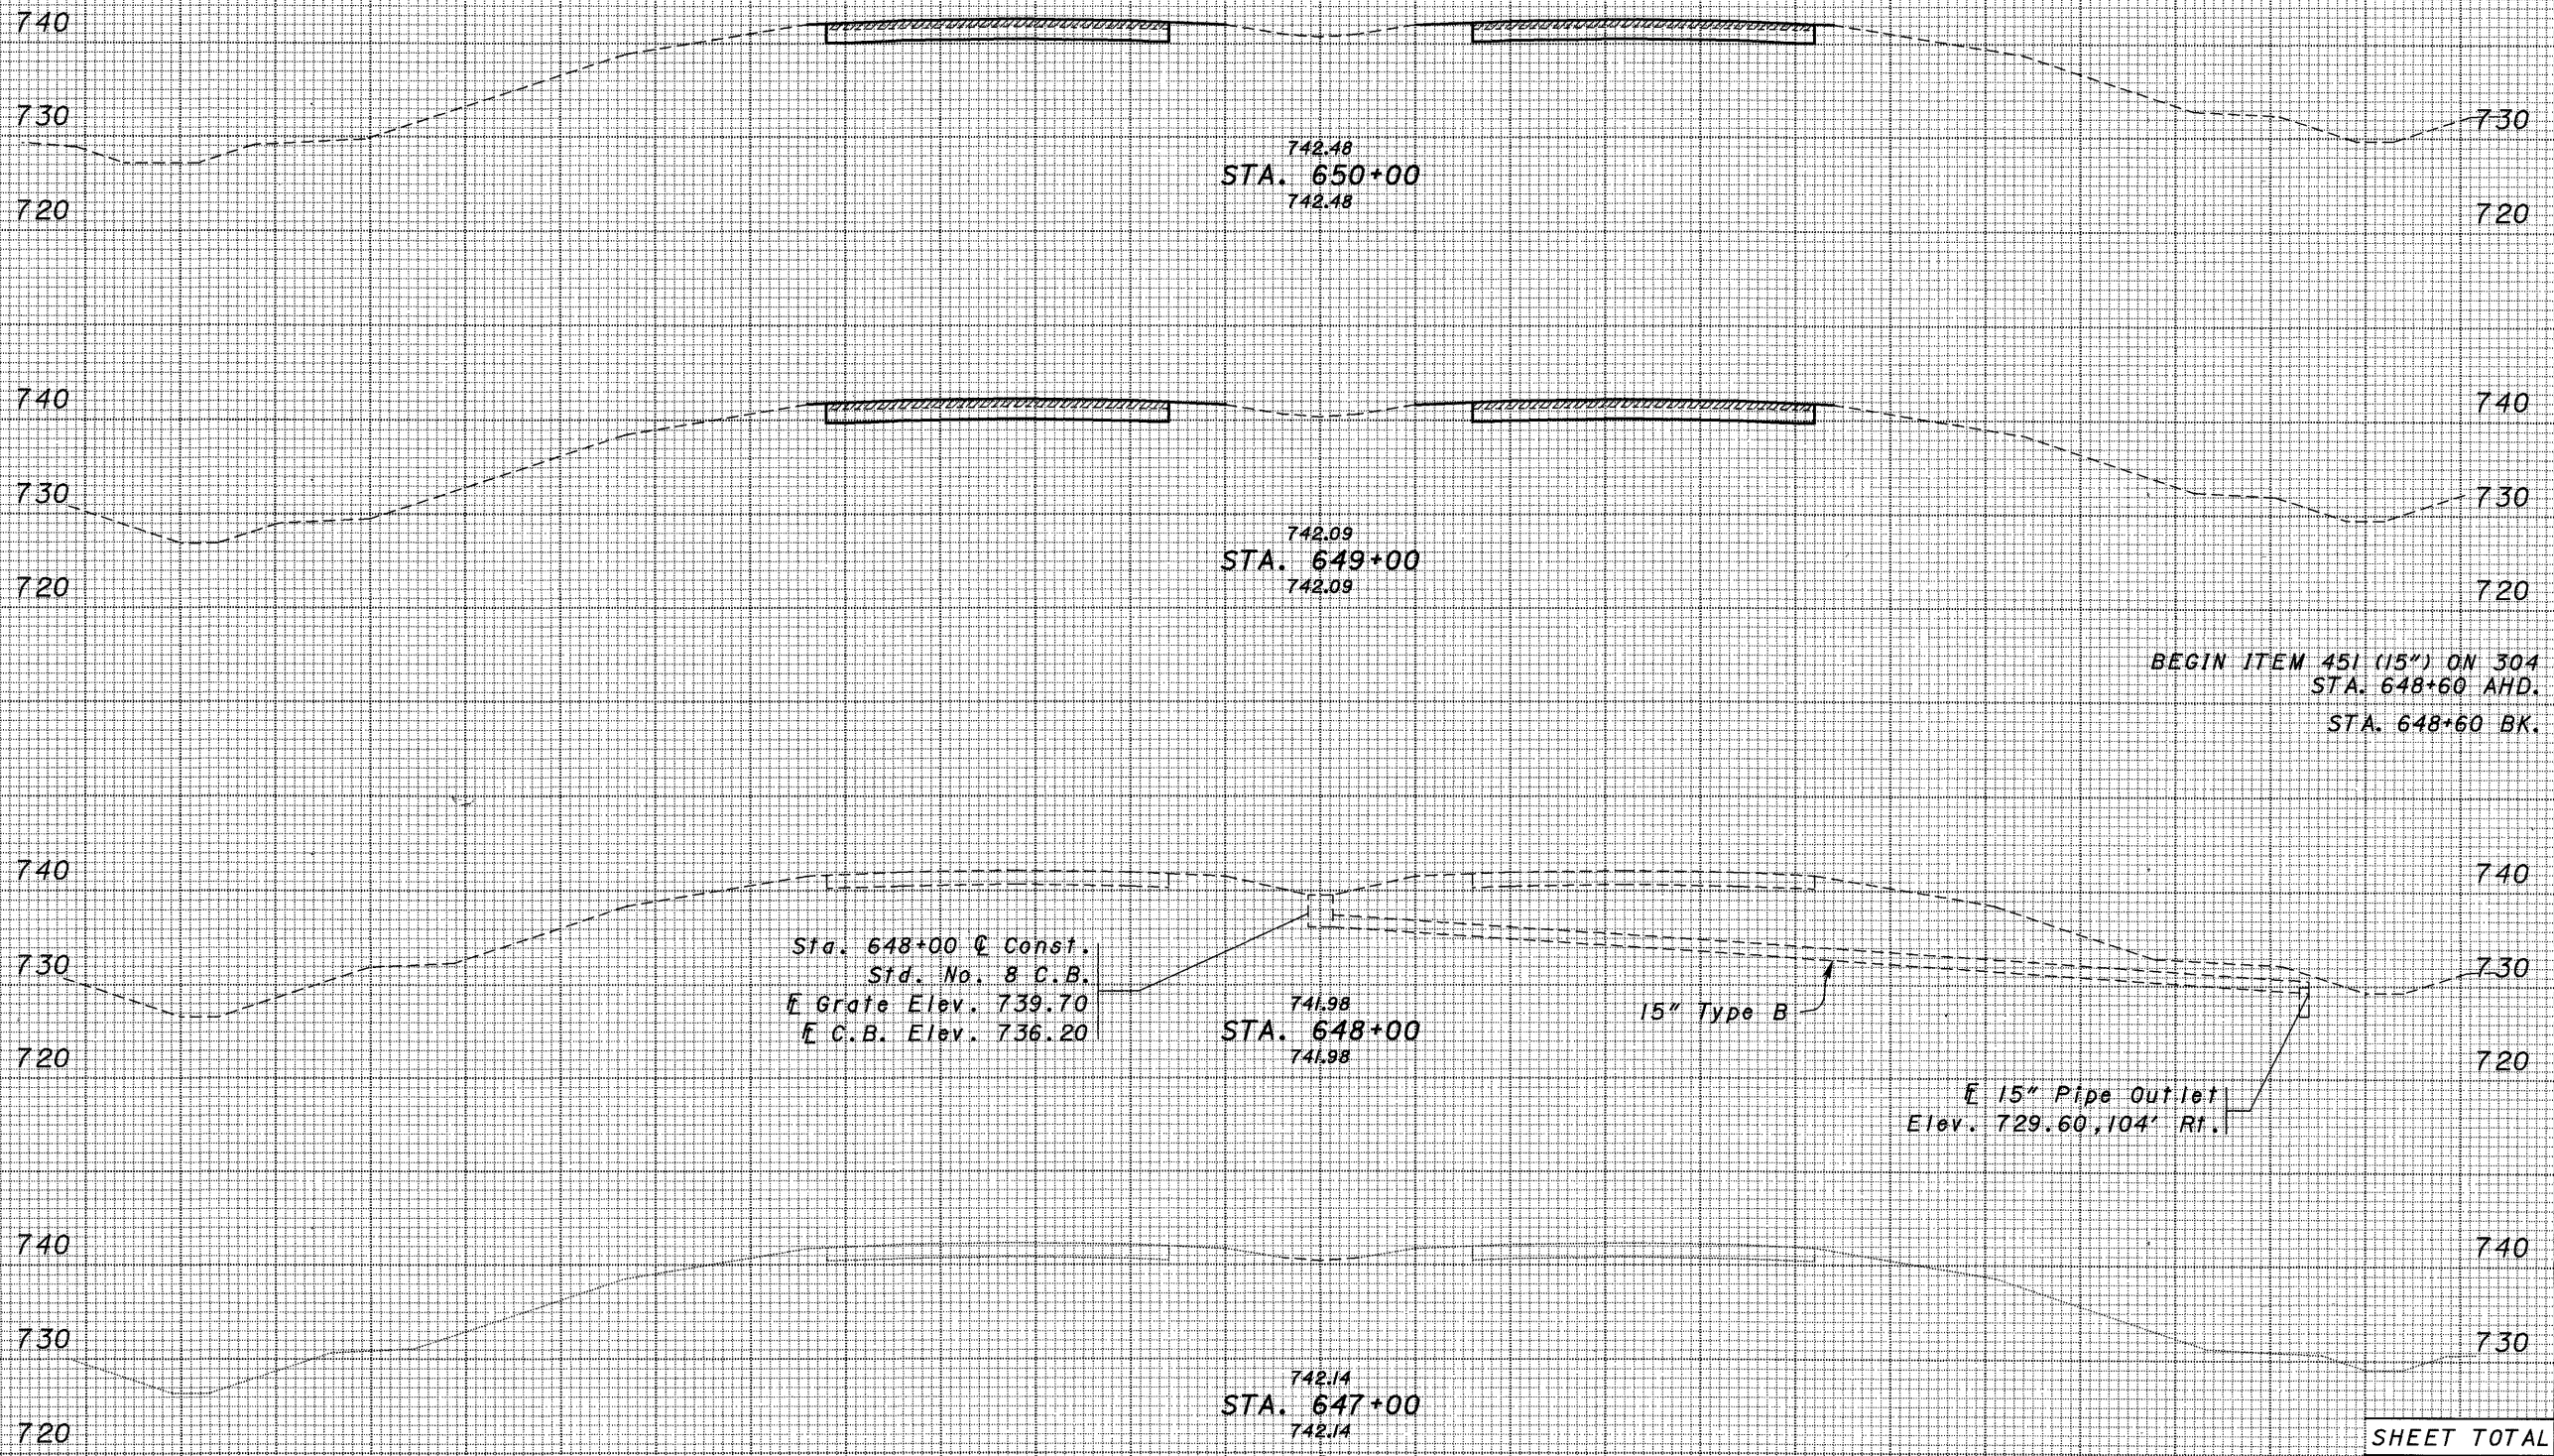 740
730
730
742.48
STA. 650+00
742.48
720
720
740
740
730
730
742.09
STA. 649+00
742.09
720
720
BEGIN ITEM 451 (15") ON 304
STA. 648+60 AHD.
STA. 648+60 BK.
740
740
Sta. 648+00 ℄ Const.
Std. No. 8 C.B.
Grate Elev. 739.70
C.B. Elev. 736.20
730
730
741.98
STA. 648+00
741.98
15" Type B
720
720
15" Pipe Outlet
Elev. 729.60,104' Rt.
740
740
730
730
742.14
STA. 647+00
742.14
720
SHEET TOTAL